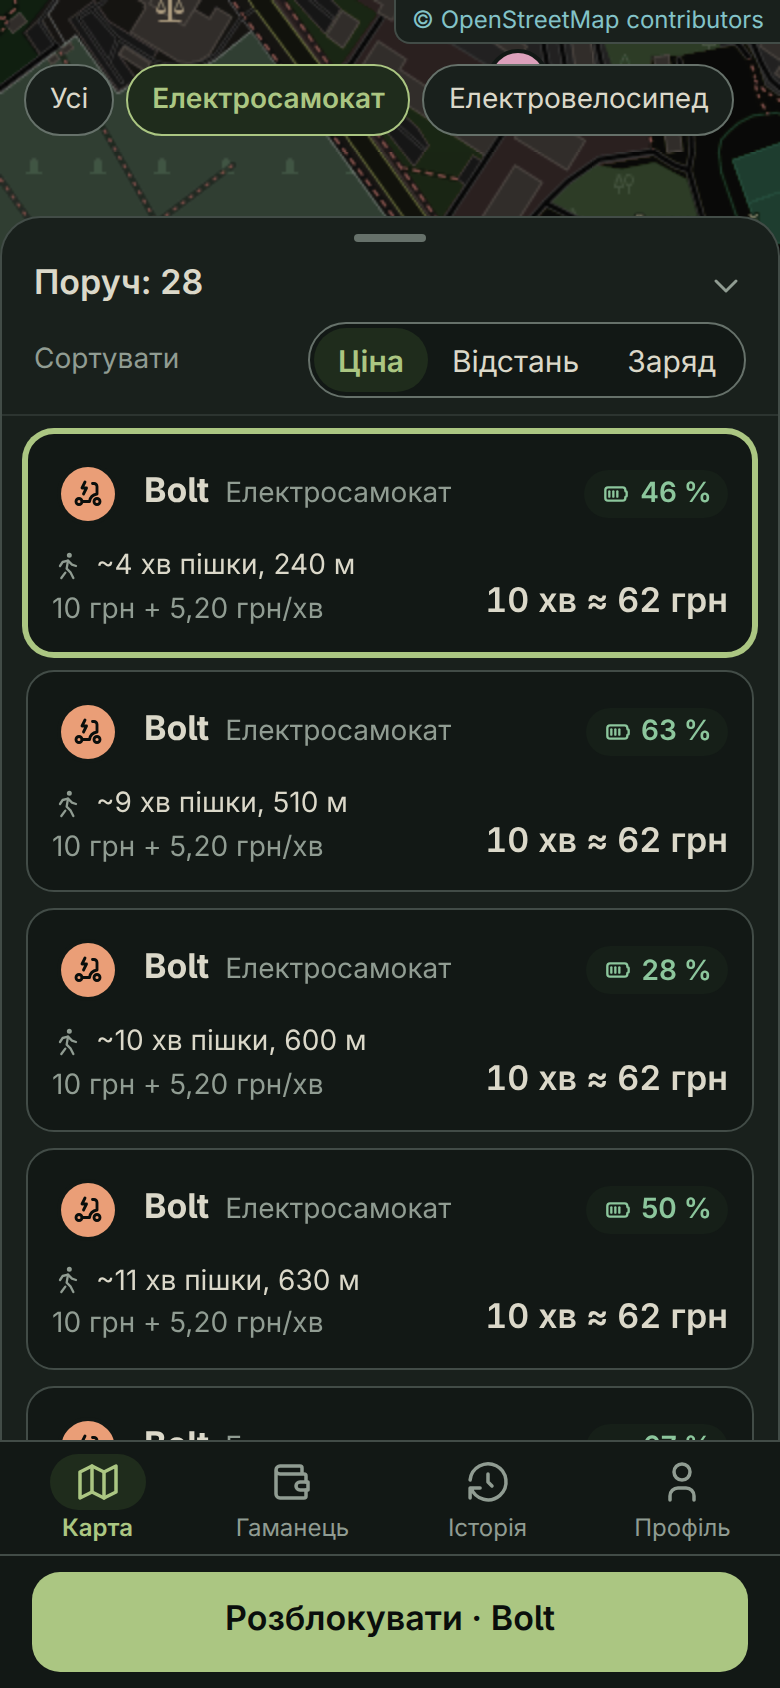 © OpenStreetMap contributors
Усі
Електросамокат
Електровелосипед
Поруч: 28
Сортувати
Ціна
Відстань
Заряд
Bolt Електросамокат 46 %
~4 хв пішки, 240 м
10 грн + 5,20 грн/хв
10 хв ≈ 62 грн
Bolt Електросамокат 63 %
~9 хв пішки, 510 м
10 грн + 5,20 грн/хв
10 хв ≈ 62 грн
Bolt Електросамокат 28 %
~10 хв пішки, 600 м
10 грн + 5,20 грн/хв
10 хв ≈ 62 грн
Bolt Електросамокат 50 %
~11 хв пішки, 630 м
10 грн + 5,20 грн/хв
10 хв ≈ 62 грн
Bolt
Карта
Гаманець
Історія
Профіль
Розблокувати · Bolt